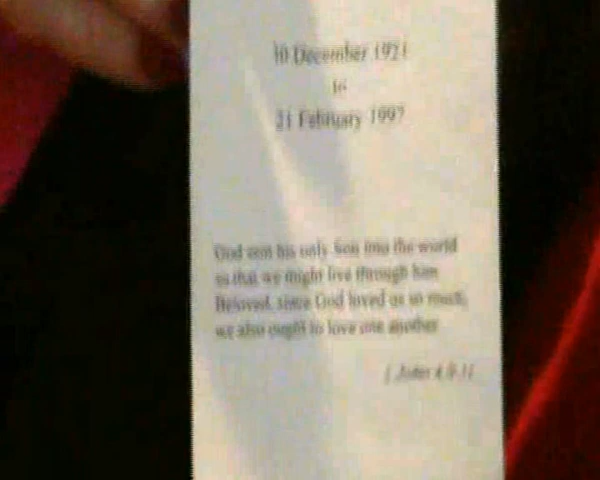 10 December 1921
to
21 February 1997
God sent his only Son into the world
so that we might live through him
Beloved, since God loved us so much,
we also ought to love one another
1 John 4.9-11